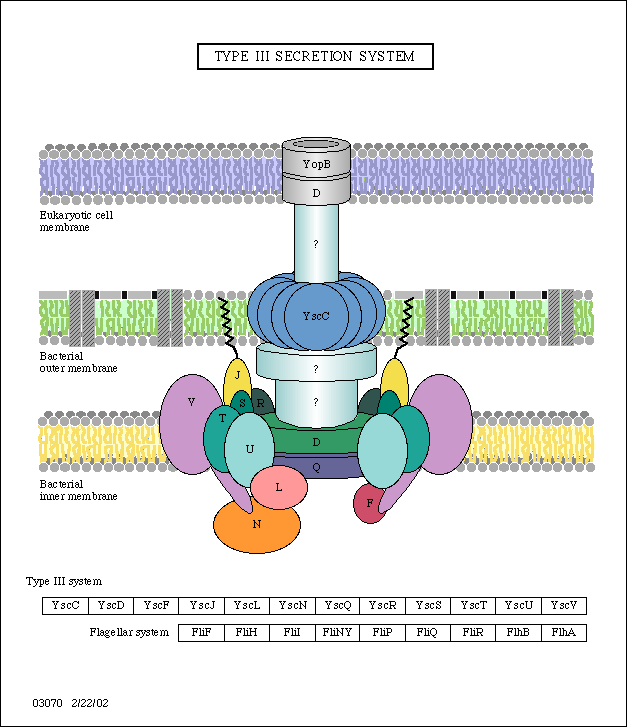 TYPE III SECRETION SYSTEM
YopB
D
Eukaryotic cell
membrane
?
YscC
Bacterial
outer membrane
?
J
V
S
R
?
T
D
U
Q
Bacterial
inner membrane
L
F
N
Type III system
YscC YscD YscF YscJ YscL YscN YscQ YscR YscS YscT YscU YscV
Flagellar system FliF FliH FliI FliNY FliP FliQ FliR FlhB FlhA
03070 2/22/02